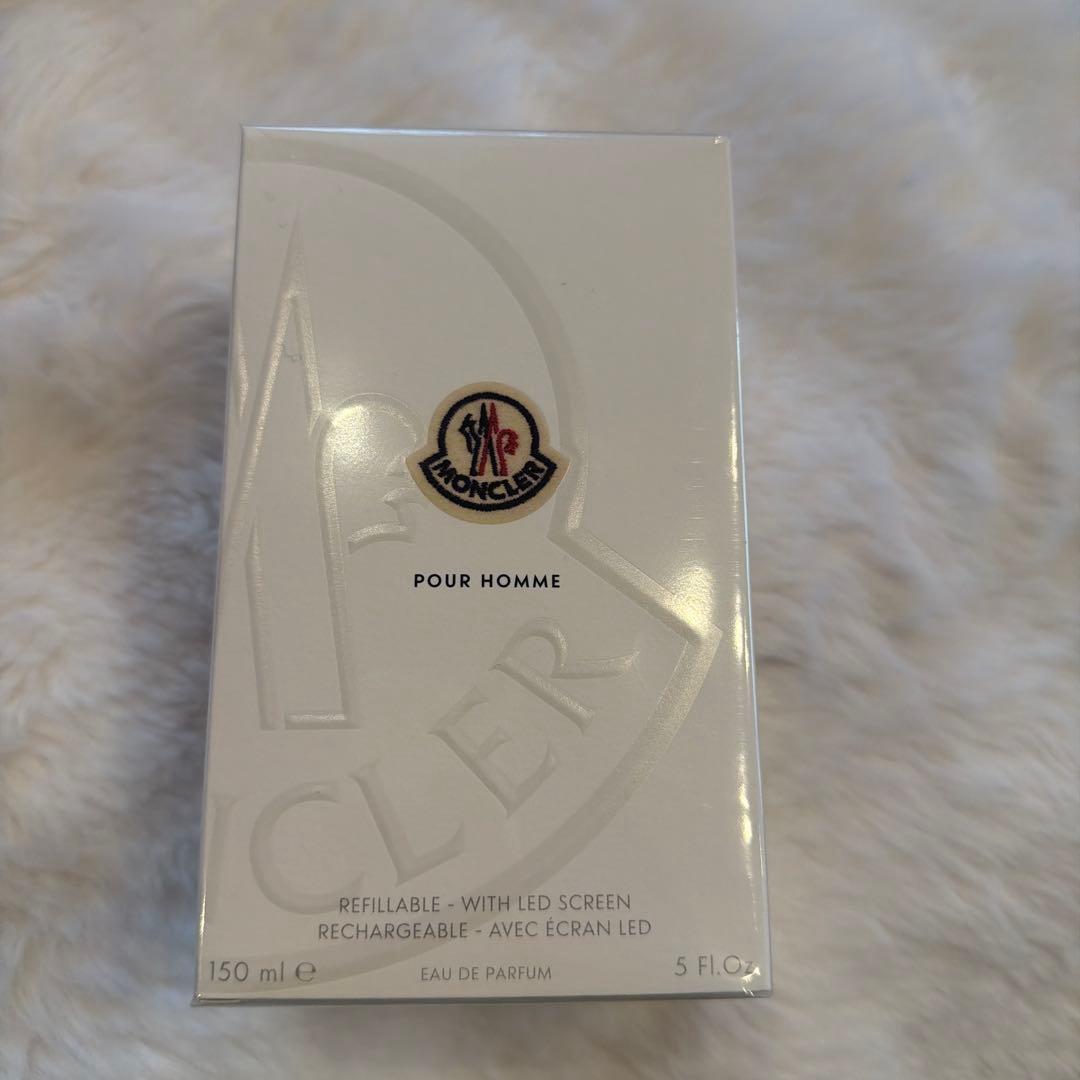 MONCLER
POUR HOMME
CLER
REFILLABLE - WITH LED SCREEN
RECHARGEABLE - AVEC ÉCRAN LED
150 ml ℮
EAU DE PARFUM
5 Fl.Oz.